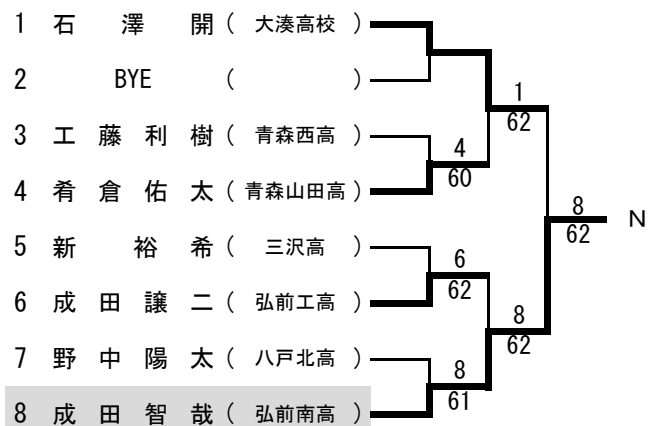 1 石澤開（大湊高校）
2 BYE（ ）
3 工藤利樹（青森西高）
4 肴倉佑太（青森山田高）
5 新裕希（三沢高）
6 成田譲二（弘前工高）
7 野中陽太（八戸北高）
8 成田智哉（弘前南高）
4
60
6
62
8
61
1
62
8
62
8
62
N